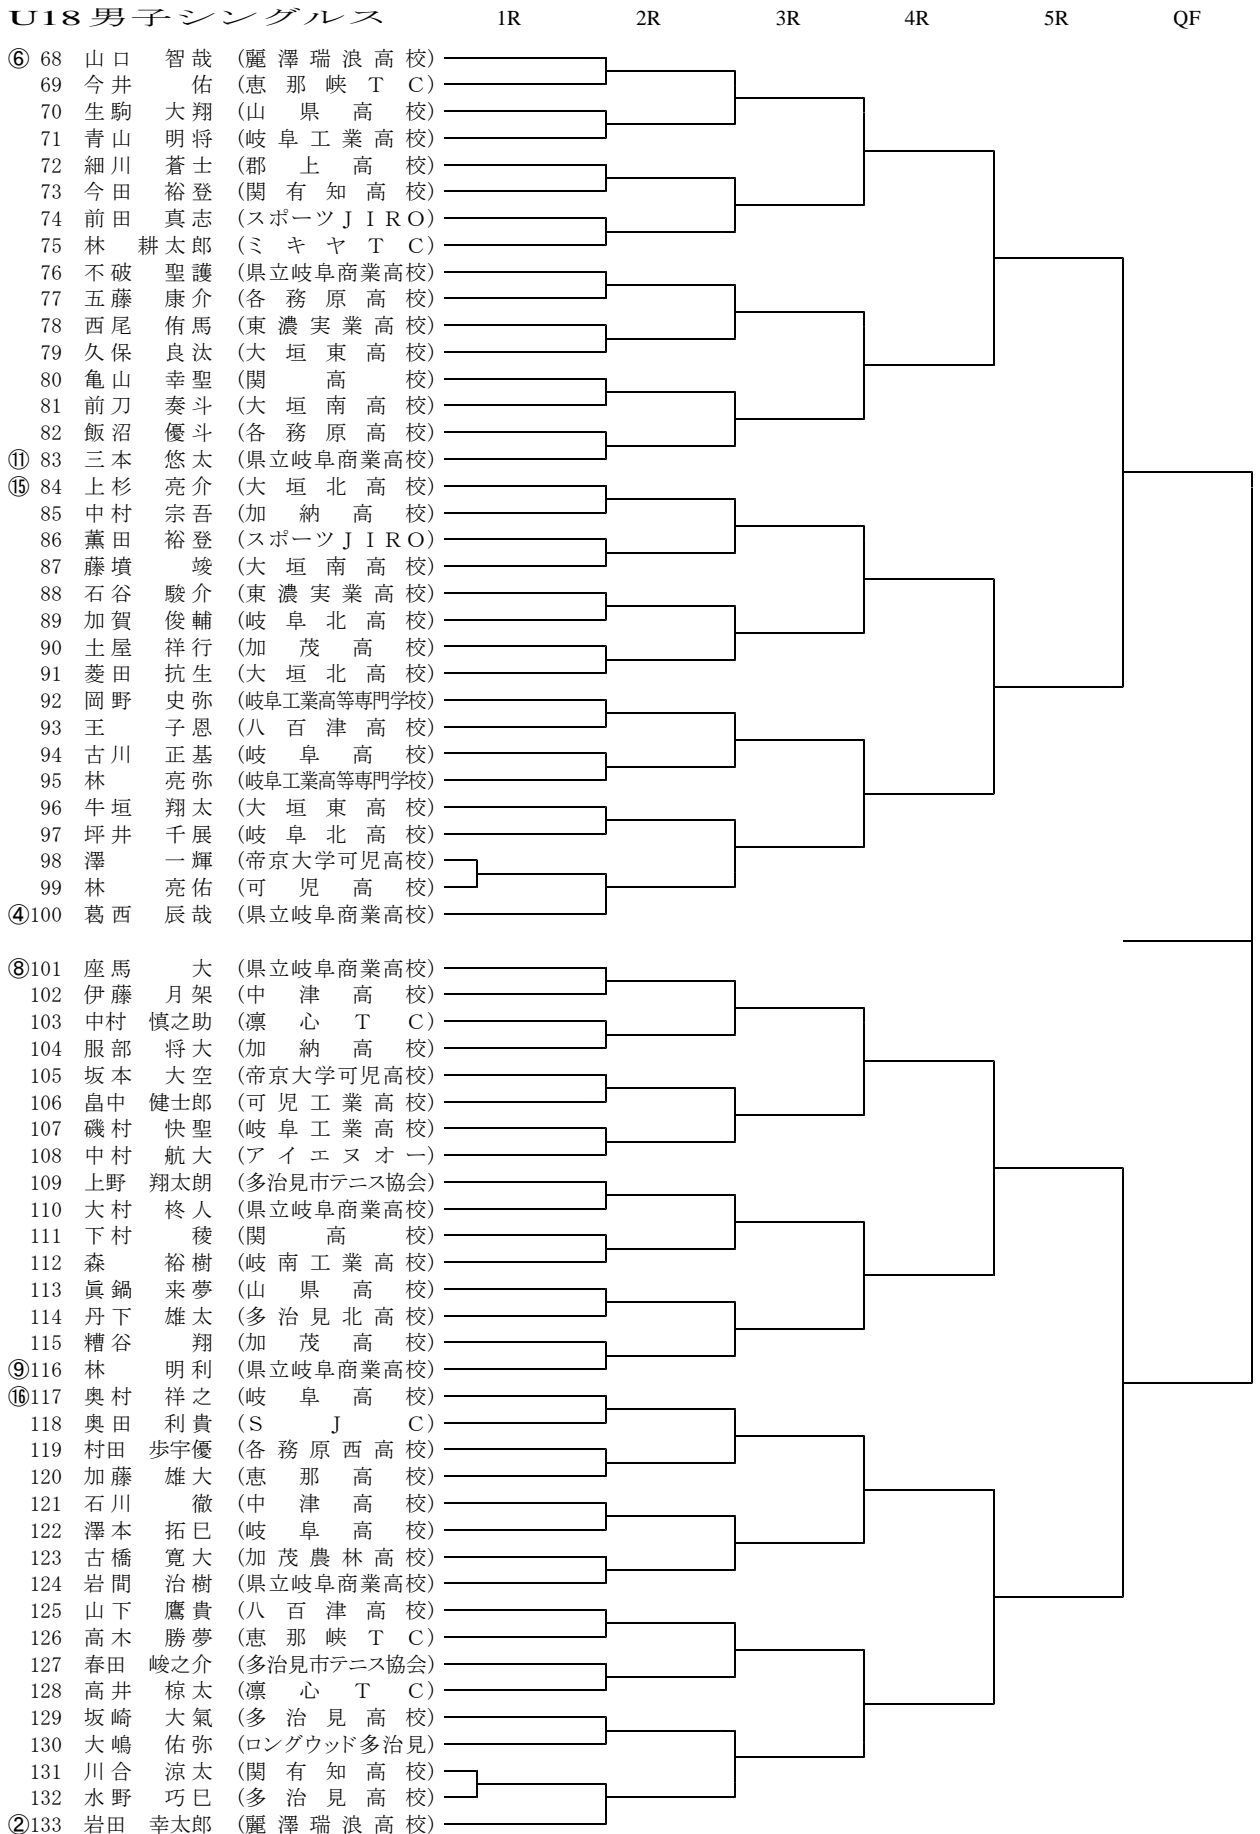 U18男子シングルス 1R 2R 3R 4R 5R QF
⑥ 68 山口 智哉 (麗澤瑞浪高校)
69 今井 佑 (恵那峡TC)
70 生駒 大翔 (山県高校)
71 青山 明将 (岐阜工業高校)
72 細川 蒼士 (郡上高校)
73 今田 裕登 (関有知高校)
74 前田 真志 (スポーツJIRO)
75 林 耕太郎 (ミキヤTC)
76 不破 聖護 (県立岐阜商業高校)
77 五藤 康介 (各務原高校)
78 西尾 侑馬 (東濃実業高校)
79 久保 良汰 (大垣東高校)
80 亀山 幸聖 (関高校)
81 前刀 奏斗 (大垣南高校)
82 飯沼 優斗 (各務原高校)
⑪ 83 三本 悠太 (県立岐阜商業高校)
⑮ 84 上杉 亮介 (大垣北高校)
85 中村 宗吾 (加納高校)
86 薫田 裕登 (スポーツJIRO)
87 藤墳 竣 (大垣南高校)
88 石谷 駿介 (東濃実業高校)
89 加賀 俊輔 (岐阜北高校)
90 土屋 祥行 (加茂高校)
91 菱田 抗生 (大垣北高校)
92 岡野 史弥 (岐阜工業高等専門学校)
93 王 子恩 (八百津高校)
94 古川 正基 (岐阜高校)
95 林 亮弥 (岐阜工業高等専門学校)
96 牛垣 翔太 (大垣東高校)
97 坪井 千展 (岐阜北高校)
98 澤 一輝 (帝京大学可児高校)
99 林 亮佑 (可児高校)
④100 葛西 辰哉 (県立岐阜商業高校)
⑧101 座馬 大 (県立岐阜商業高校)
102 伊藤 月架 (中津高校)
103 中村 慎之助 (凛心TC)
104 服部 将大 (加納高校)
105 坂本 大空 (帝京大学可児高校)
106 畠中 健士郎 (可児工業高校)
107 磯村 快聖 (岐阜工業高校)
108 中村 航大 (アイエヌオー)
109 上野 翔太朗 (多治見市テニス協会)
110 大村 柊人 (県立岐阜商業高校)
111 下村 稜 (関高校)
112 森 裕樹 (岐南工業高校)
113 眞鍋 来夢 (山県高校)
114 丹下 雄太 (多治見北高校)
115 糟谷 翔 (加茂高校)
⑨116 林 明利 (県立岐阜商業高校)
⑯117 奥村 祥之 (岐阜高校)
118 奥田 利貴 (SJC)
119 村田 歩宇優 (各務原西高校)
120 加藤 雄大 (恵那高校)
121 石川 徹 (中津高校)
122 澤本 拓巳 (岐阜高校)
123 古橋 寛大 (加茂農林高校)
124 岩間 治樹 (県立岐阜商業高校)
125 山下 鷹貴 (八百津高校)
126 高木 勝夢 (恵那峡TC)
127 春田 峻之介 (多治見市テニス協会)
128 高井 椋太 (凛心TC)
129 坂崎 大氣 (多治見高校)
130 大嶋 佑弥 (ロングウッド多治見)
131 川合 涼太 (関有知高校)
132 水野 巧巳 (多治見高校)
②133 岩田 幸太郎 (麗澤瑞浪高校)